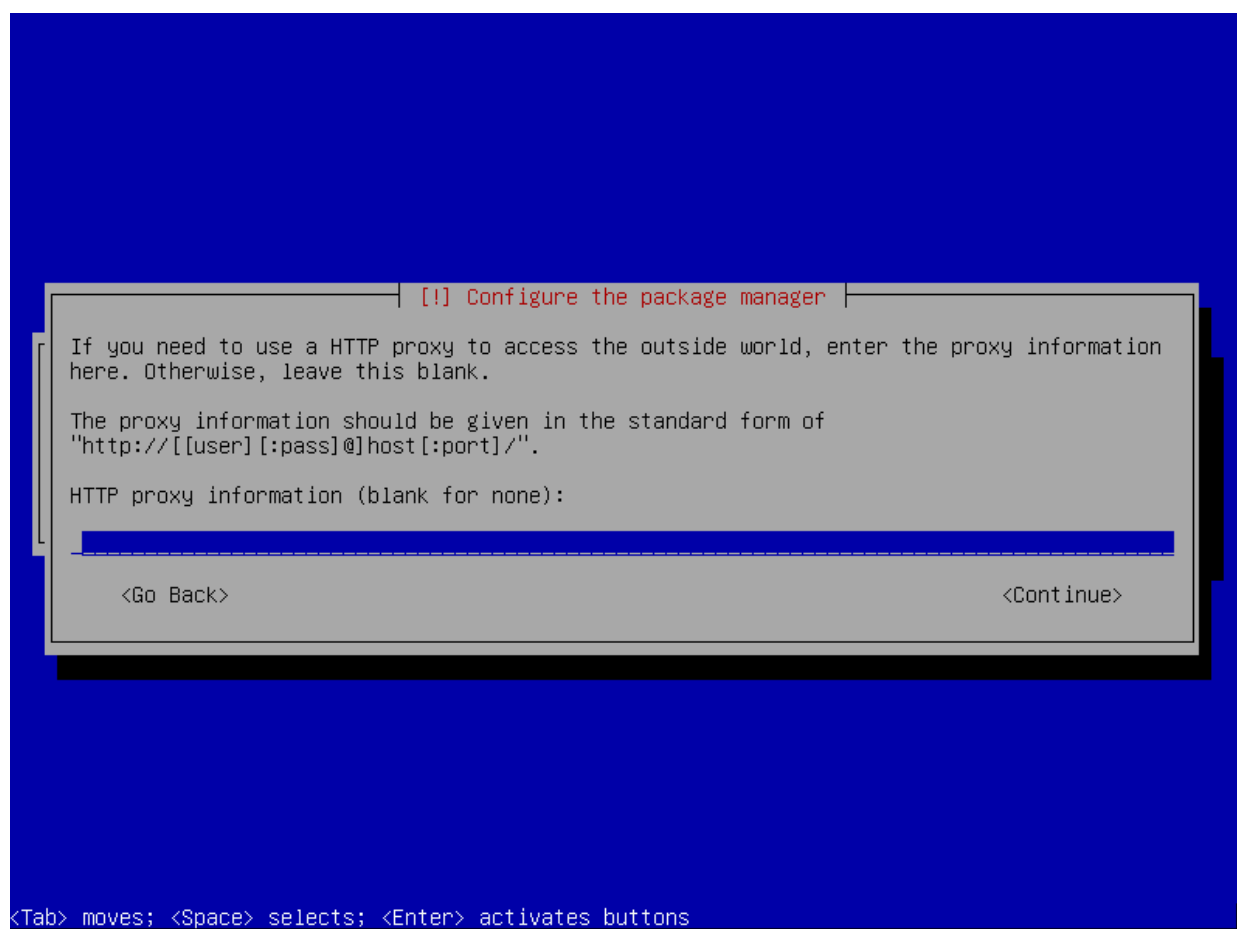 [!] Configure the package manager
If you need to use a HTTP proxy to access the outside world, enter the proxy information
here. Otherwise, leave this blank.
The proxy information should be given in the standard form of
"http://[[user][:pass]@]host[:port]/".
HTTP proxy information (blank for none):
<Go Back> <Continue>
<Tab> moves; <Space> selects; <Enter> activates buttons